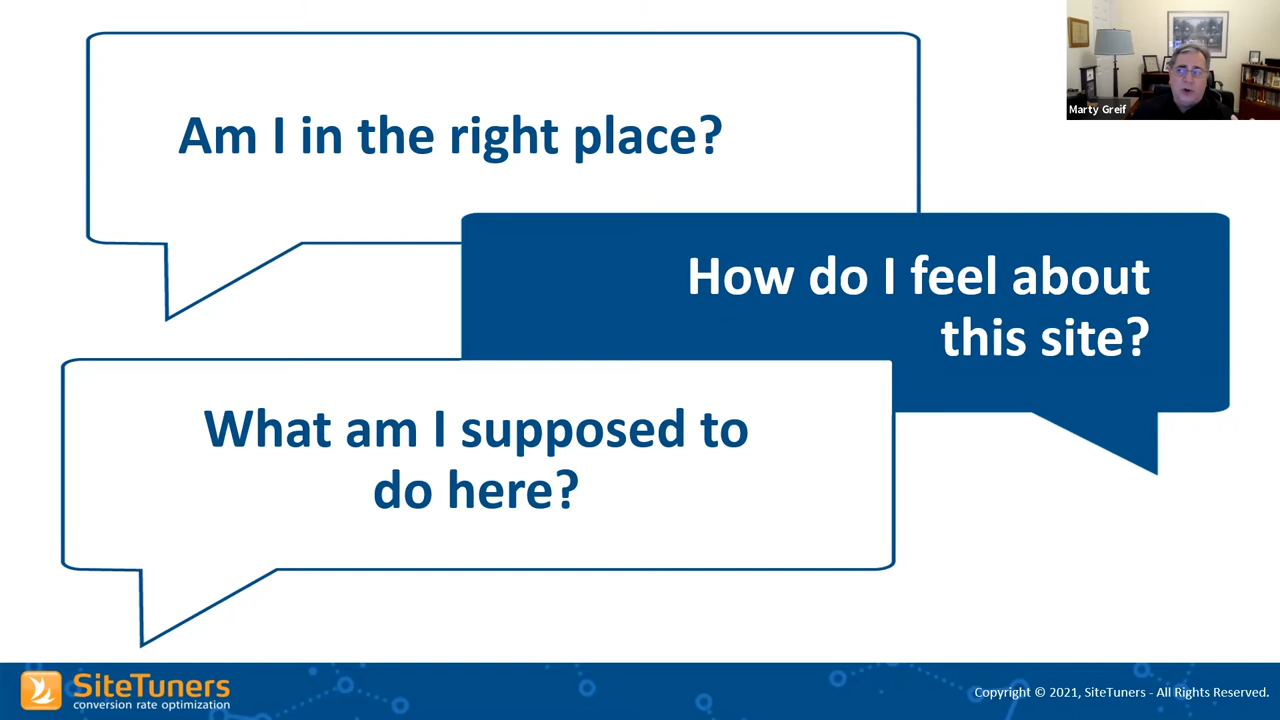 Marty Greif
Am I in the right place?
How do I feel about
this site?
What am I supposed to
do here?
SiteTuners
conversion rate optimization
Copyright © 2021, SiteTuners - All Rights Reserved.